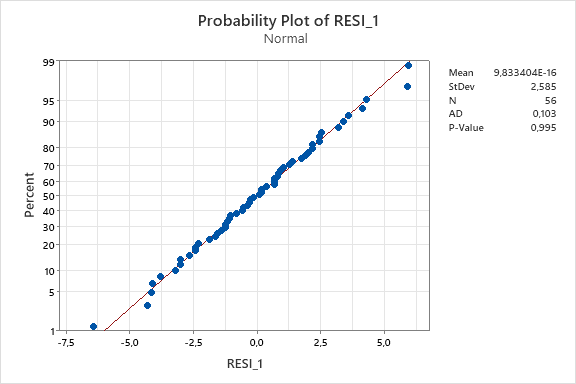 Probability Plot of RESI_1
Normal
Mean 9,833404E-16
StDev 2,585
N 56
AD 0,103
P-Value 0,995
Percent
99
95
90
80
70
60
50
40
30
20
10
5
1
-7,5 -5,0 -2,5 0,0 2,5 5,0
RESI_1